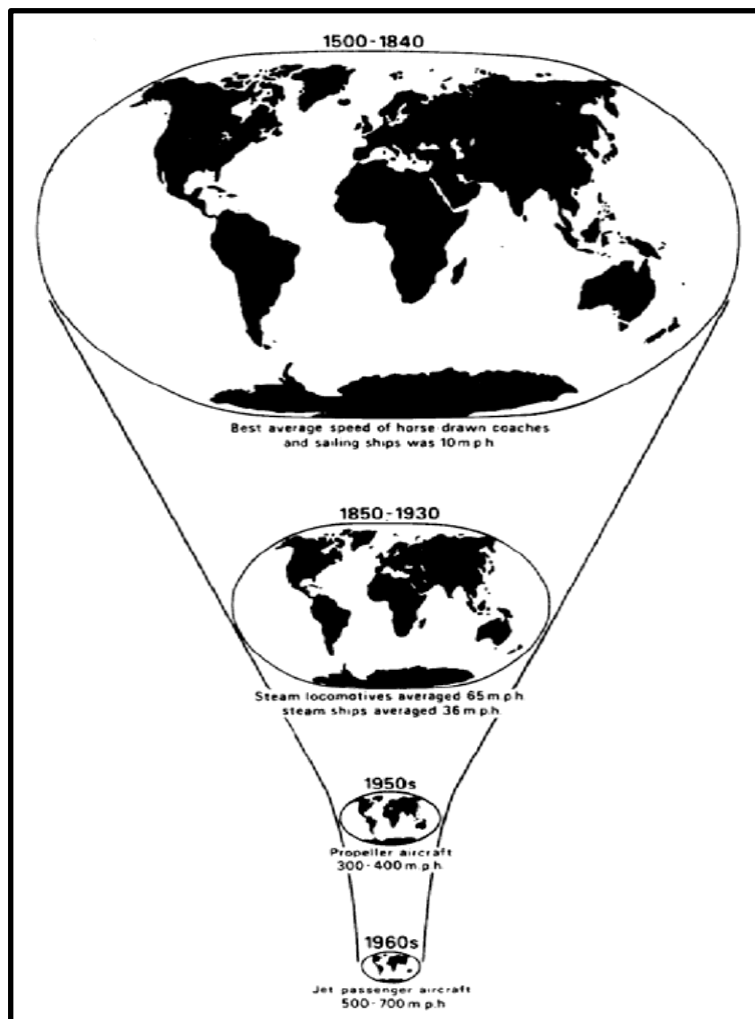 1500-1840
Best average speed of horse drawn coaches
and sailing ships was 10 m p h
1850-1930
Steam locomotives averaged 65 m p h
steam ships averaged 36 m p.h.
1950s
Propeller aircraft
300-400 m p.h.
1960s
Jet passenger aircraft
500-700 m p h